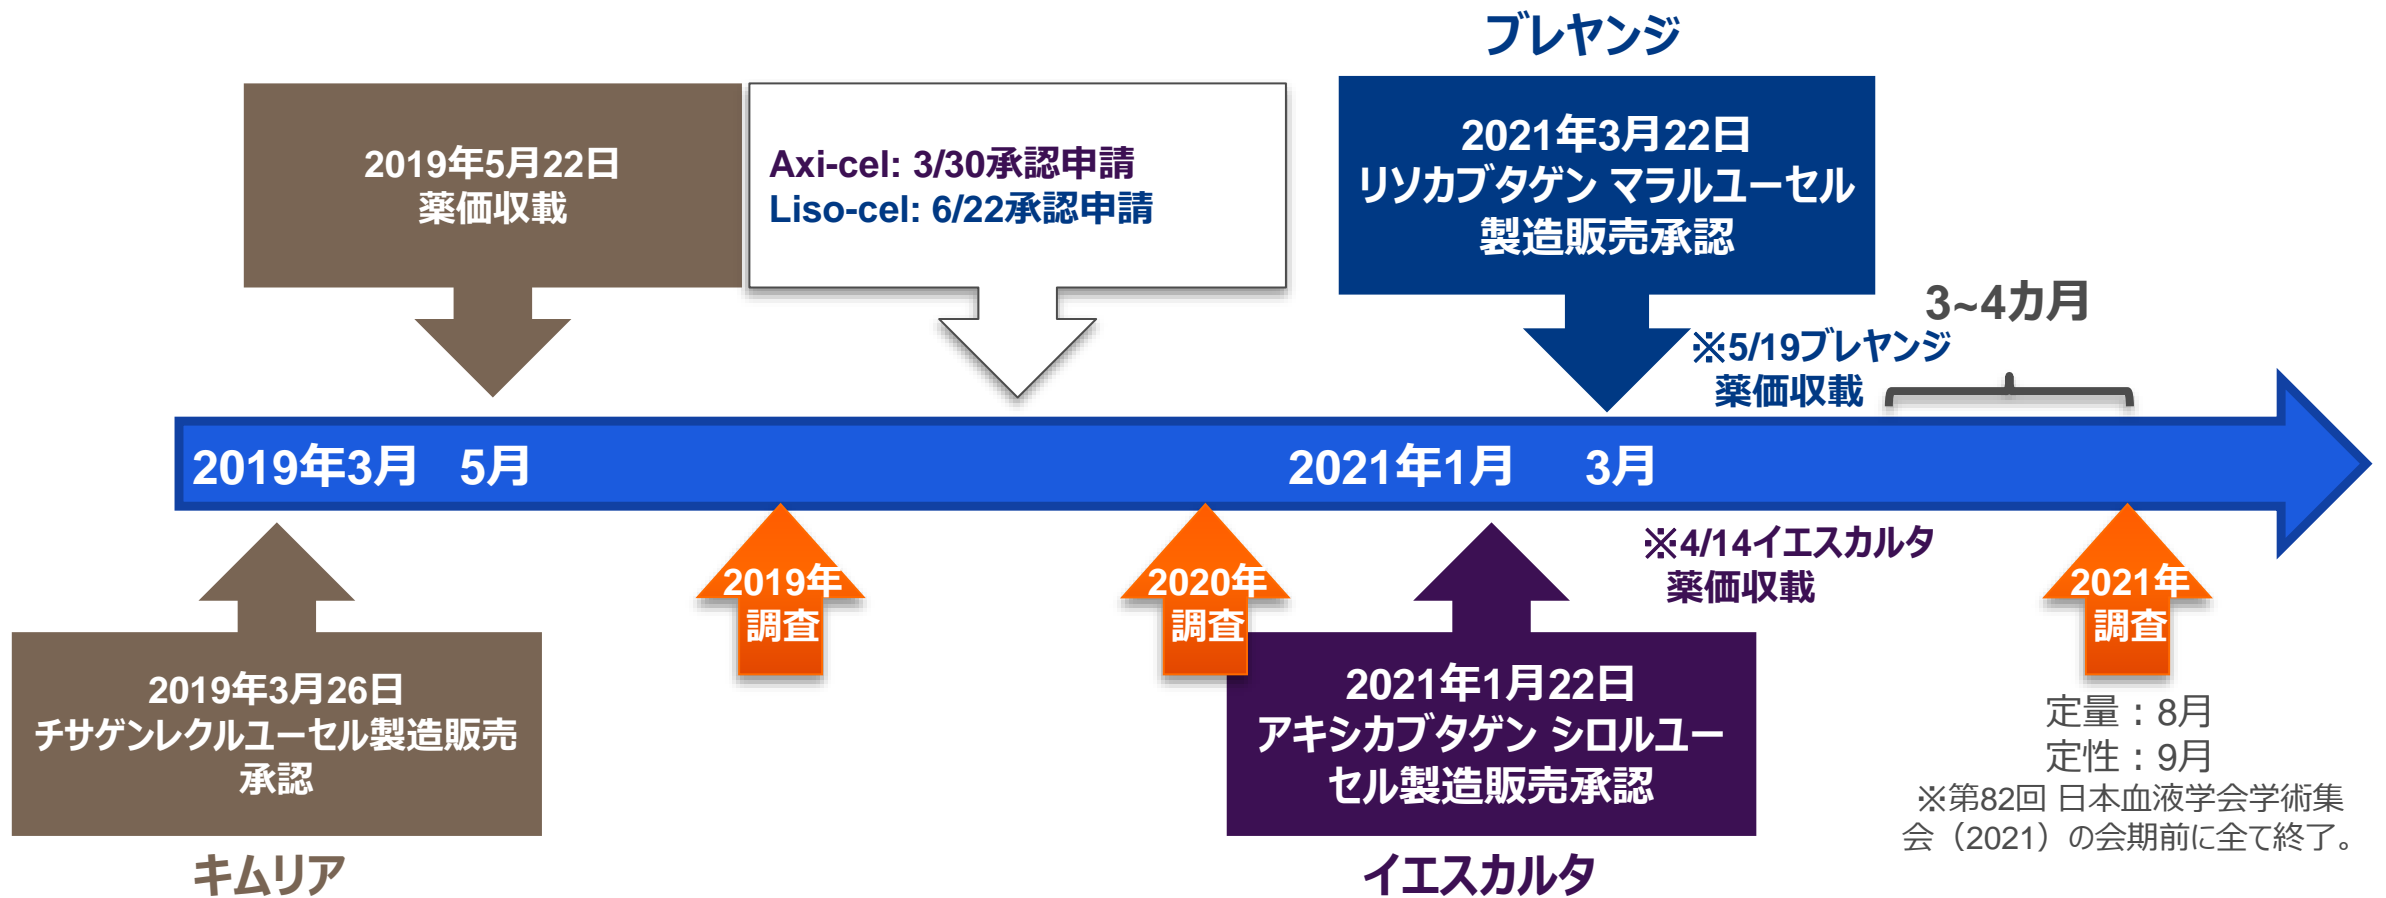 ブレヤンジ
2019年5月22日
薬価収載
Axi-cel: 3/30承認申請
Liso-cel: 6/22承認申請
2021年3月22日
リソカブタゲン マラルユーセル
製造販売承認
3~4カ月
※5/19ブレヤンジ
薬価収載
2019年3月 5月
2021年1月 3月
※4/14イエスカルタ
薬価収載
2019年
調査
2020年
調査
2021年
調査
2019年3月26日
チサゲンレクルユーセル製造販売
承認
キムリア
2021年1月22日
アキシカブタゲン シロルユー
セル製造販売承認
イエスカルタ
定量：8月
定性：9月
※第82回 日本血液学会学術集
会（2021）の会期前に全て終了。